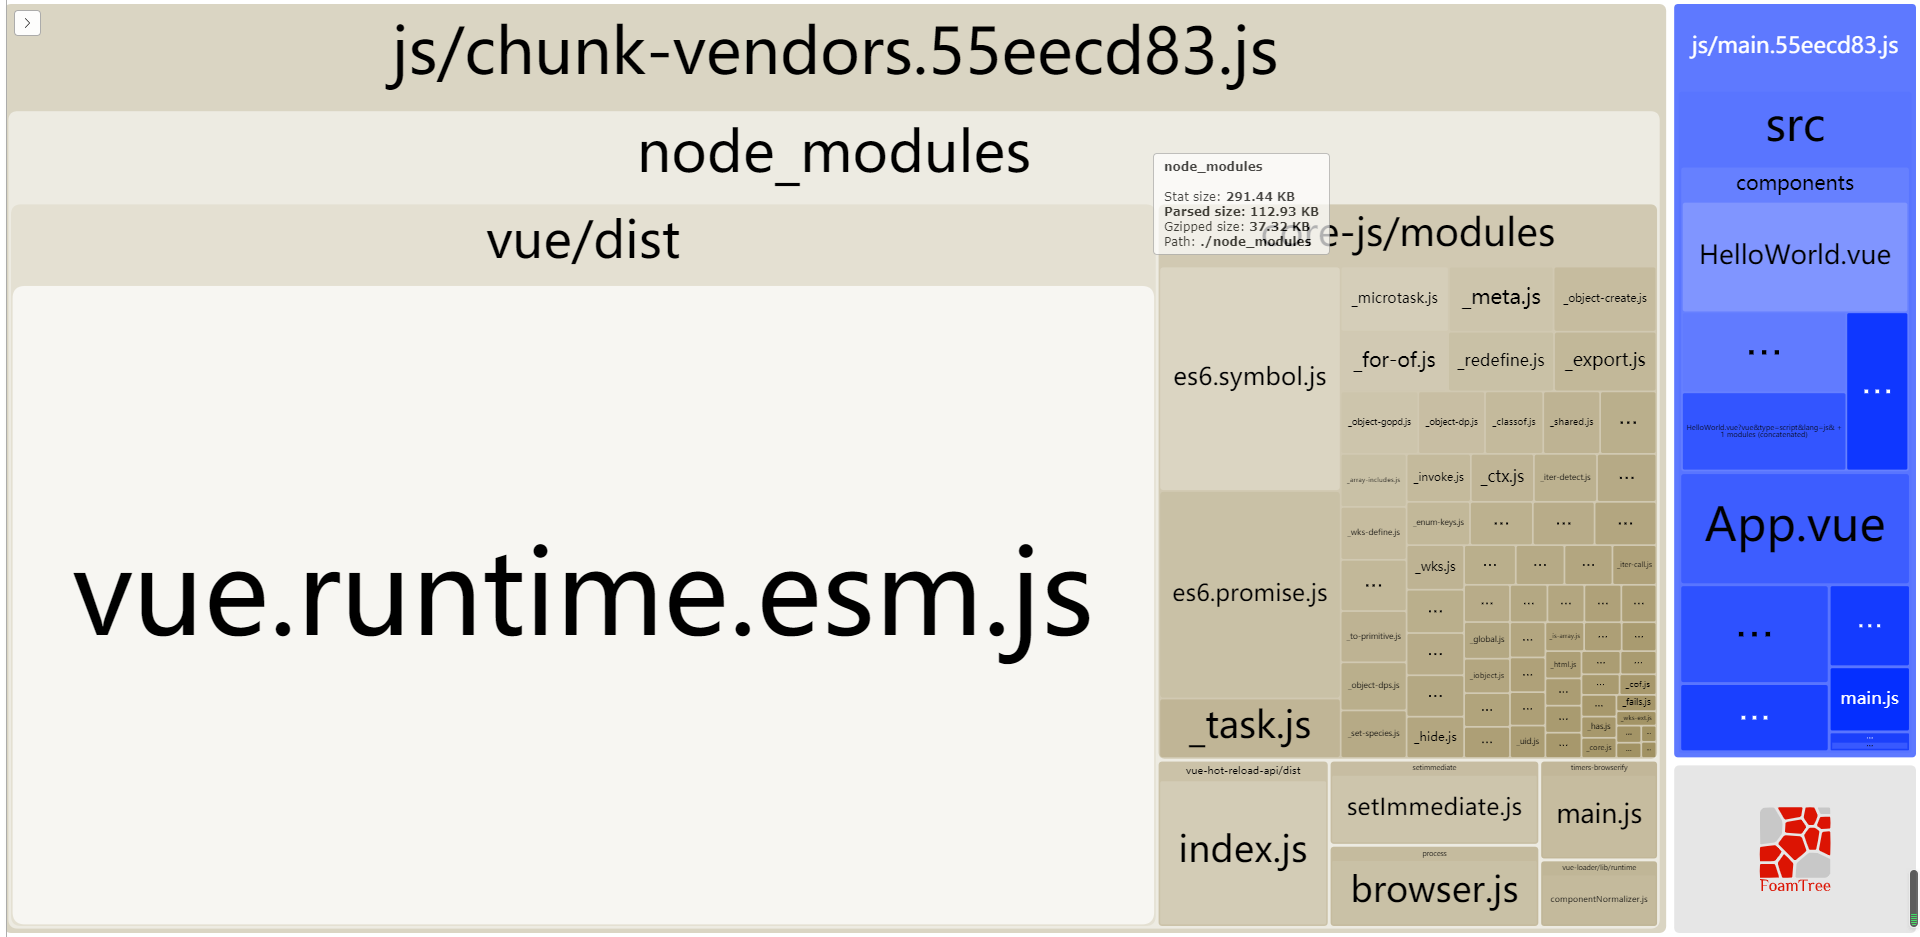 js/chunk-vendors.55eecd83.js
node_modules
vue/dist
vue.runtime.esm.js
node_modules
Stat size: 291.44 KB
Parsed size: 112.93 KB
Gzipped size: 37.32 KB
Path: ./node_modules
core-js/modules
es6.symbol.js
es6.promise.js
_task.js
_microtask.js
_meta.js
_object-create.js
_for-of.js
_redefine.js
_export.js
_object-gopd.js
_object-dp.js
_classof.js
_shared.js
...
_array-includes.js
_invoke.js
_ctx.js
_iter-detect.js
...
_wks-define.js
_enum-keys.js
...
...
...
...
_wks.js
...
...
...
_iter-call.js
...
...
...
...
...
...
_to-primitive.js
...
_global.js
...
_is-array.js
...
...
_object-dps.js
...
_iobject.js
...
_html.js
...
...
...
_cof.js
...
...
...
...
_fails.js
_set-species.js
_hide.js
...
_uid.js
...
...
_has.js
_wks-ext.js
_core.js
...
...
...
...
vue-hot-reload-api/dist
index.js
setimmediate
setImmediate.js
process
browser.js
timers-browserify
main.js
vue-loader/lib/runtime
componentNormalizer.js
js/main.55eecd83.js
src
components
HelloWorld.vue
...
...
HelloWorld.vue?vue&type=script&lang=js& +
1 modules (concatenated)
App.vue
...
...
...
main.js
...
...
FoamTree